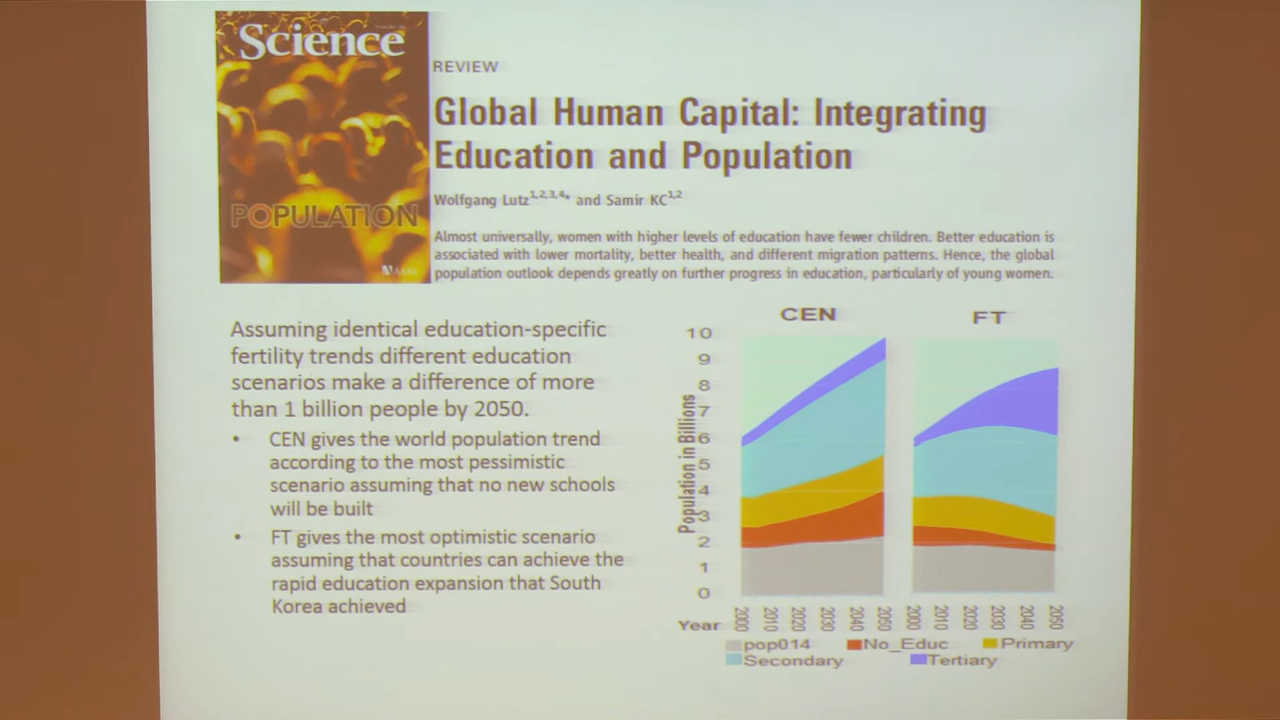 Science
POPULATION
AAAS
REVIEW
Global Human Capital: Integrating
Education and Population
Wolfgang Lutz1,2,3,4* and Samir KC1,2
Almost universally, women with higher levels of education have fewer children. Better education is
associated with lower mortality, better health, and different migration patterns. Hence, the global
population outlook depends greatly on further progress in education, particularly of young women.
Assuming identical education-specific
fertility trends different education
scenarios make a difference of more
than 1 billion people by 2050.
• CEN gives the world population trend
according to the most pessimistic
scenario assuming that no new schools
will be built
• FT gives the most optimistic scenario
assuming that countries can achieve the
rapid education expansion that South
Korea achieved
CEN FT
Population in Billions
10
9
8
7
6
5
4
3
2
1
0
Year 2000 2010 2020 2030 2040 2050 2000 2010 2020 2030 2040 2050
pop014 No_Educ Primary
Secondary Tertiary